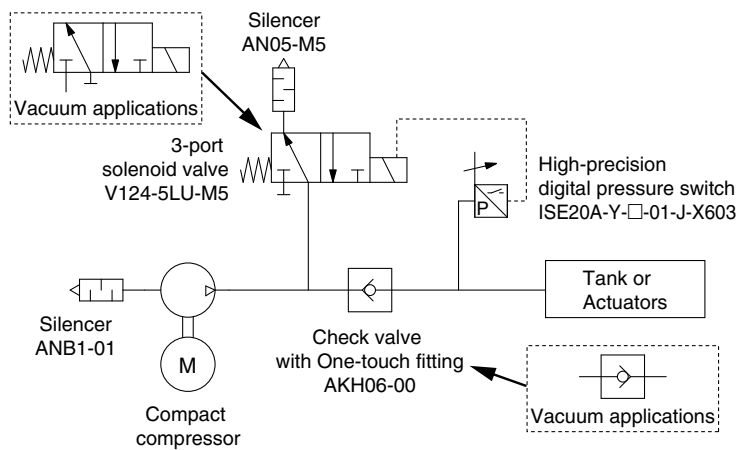 Silencer
AN05-M5
Vacuum applications
3-port
solenoid valve
V124-5LU-M5
High-precision
digital pressure switch
ISE20A-Y-□-01-J-X603
P
Tank or
Actuators
Silencer
ANB1-01
M
Compact
compressor
Check valve
with One-touch fitting
AKH06-00
Vacuum applications